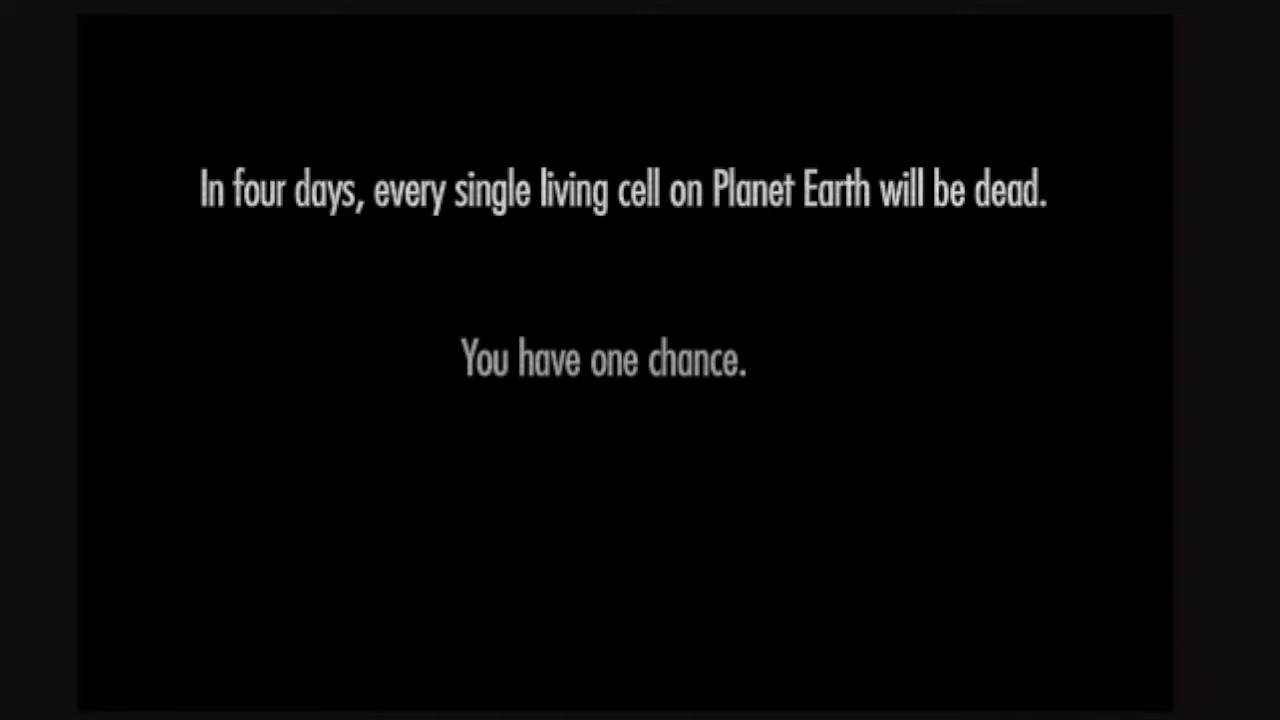 In four days, every single living cell on Planet Earth will be dead.
You have one chance.